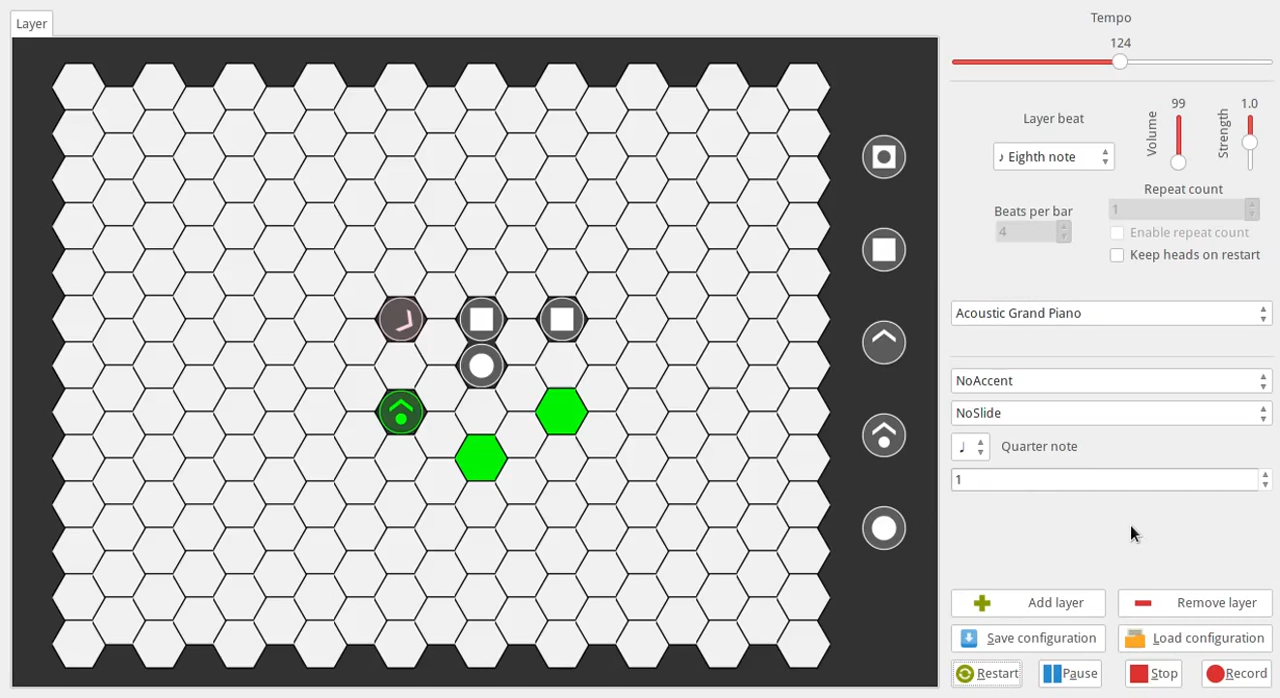 Layer
Tempo
124
Layer beat
♪ Eighth note
Volume
99
Strength
1.0
Repeat count
1
Beats per bar
4
Enable repeat count
Keep heads on restart
Acoustic Grand Piano
NoAccent
NoSlide
♩ Quarter note
1
Add layer
Remove layer
Save configuration
Load configuration
Restart
Pause
Stop
Record